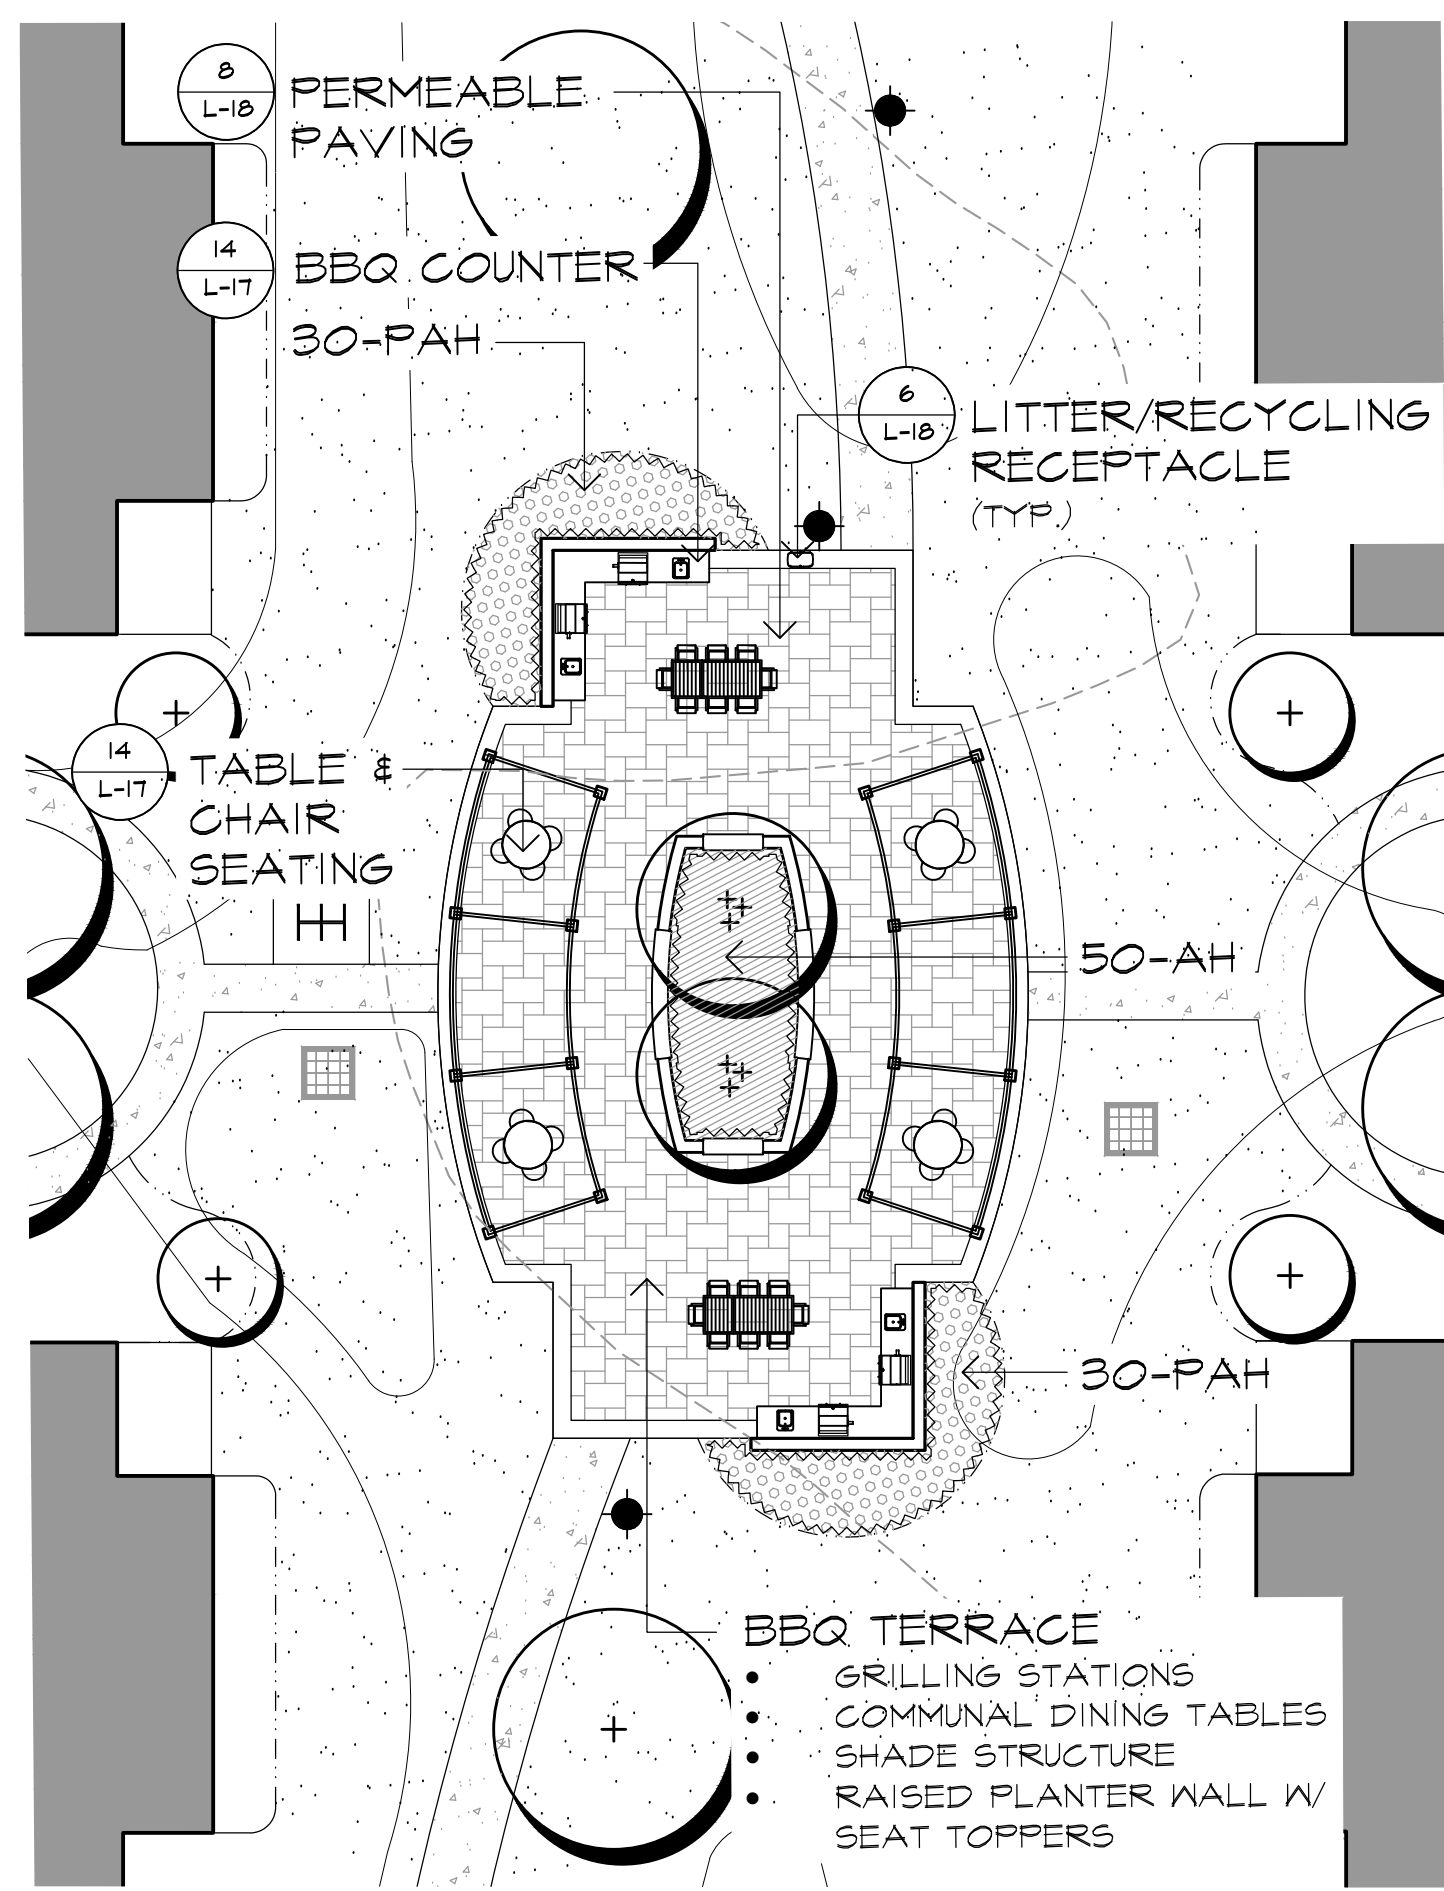 8
L-18
PERMEABLE
PAVING
14
L-17
BBQ COUNTER
30-PAH
6
L-18
LITTER/RECYCLING
RECEPTACLE
(TYP.)
14
L-17
TABLE &
CHAIR
SEATING
50-AH
30-PAH
BBQ TERRACE
• GRILLING STATIONS
• COMMUNAL DINING TABLES
• SHADE STRUCTURE
• RAISED PLANTER WALL W/
SEAT TOPPERS